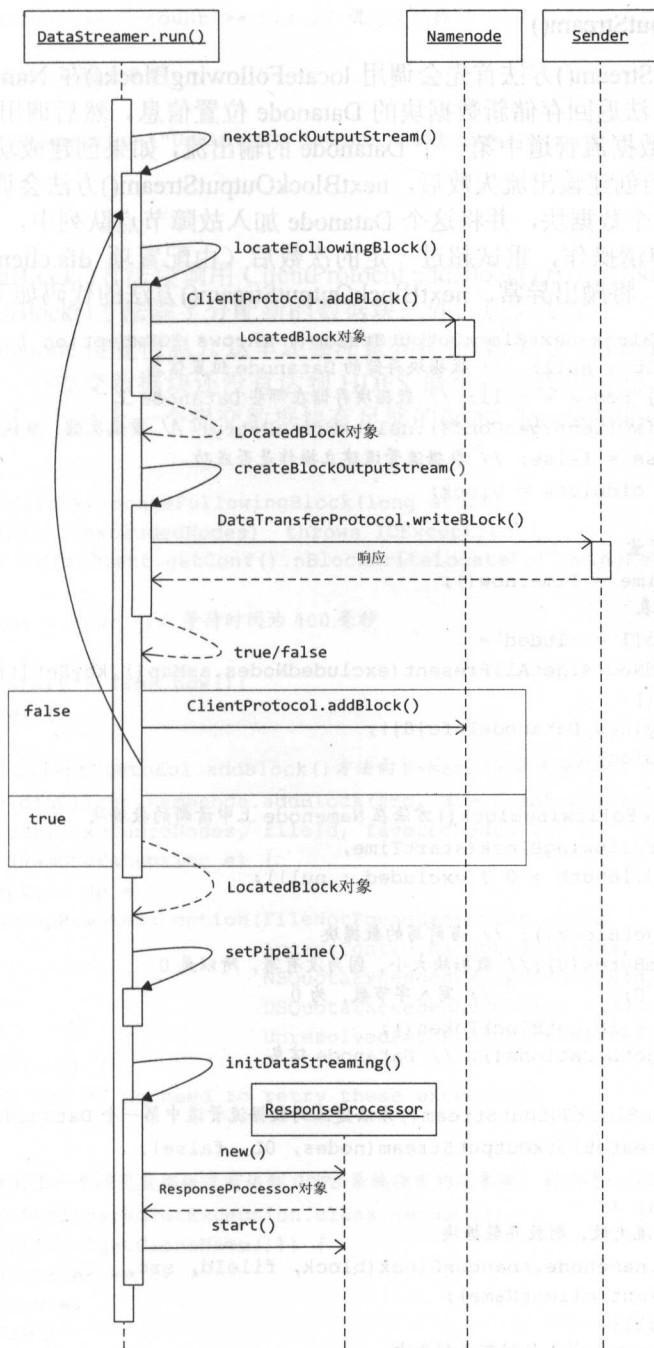 DataStreamer.run()
Namenode
Sender
nextBlockOutputStream()
locateFollowingBlock()
ClientProtocol.addBlock()
LocatedBlock对象
LocatedBlock对象
createBlockOutputStream()
DataTransferProtocol.writeBLock()
响应
true/false
false
ClientProtocol.addBlock()
true
LocatedBlock对象
setPipeline()
initDataStreaming()
ResponseProcessor
new()
ResponseProcessor对象
start()